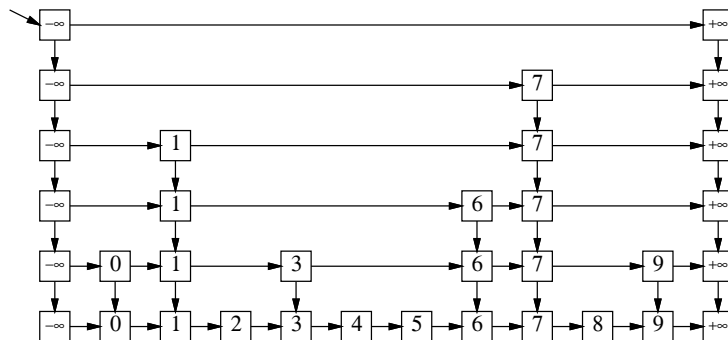 −∞ +∞
−∞ 7 +∞
−∞ 1 7 +∞
−∞ 1 6 7 +∞
−∞ 0 1 3 6 7 9 +∞
−∞ 0 1 2 3 4 5 6 7 8 9 +∞